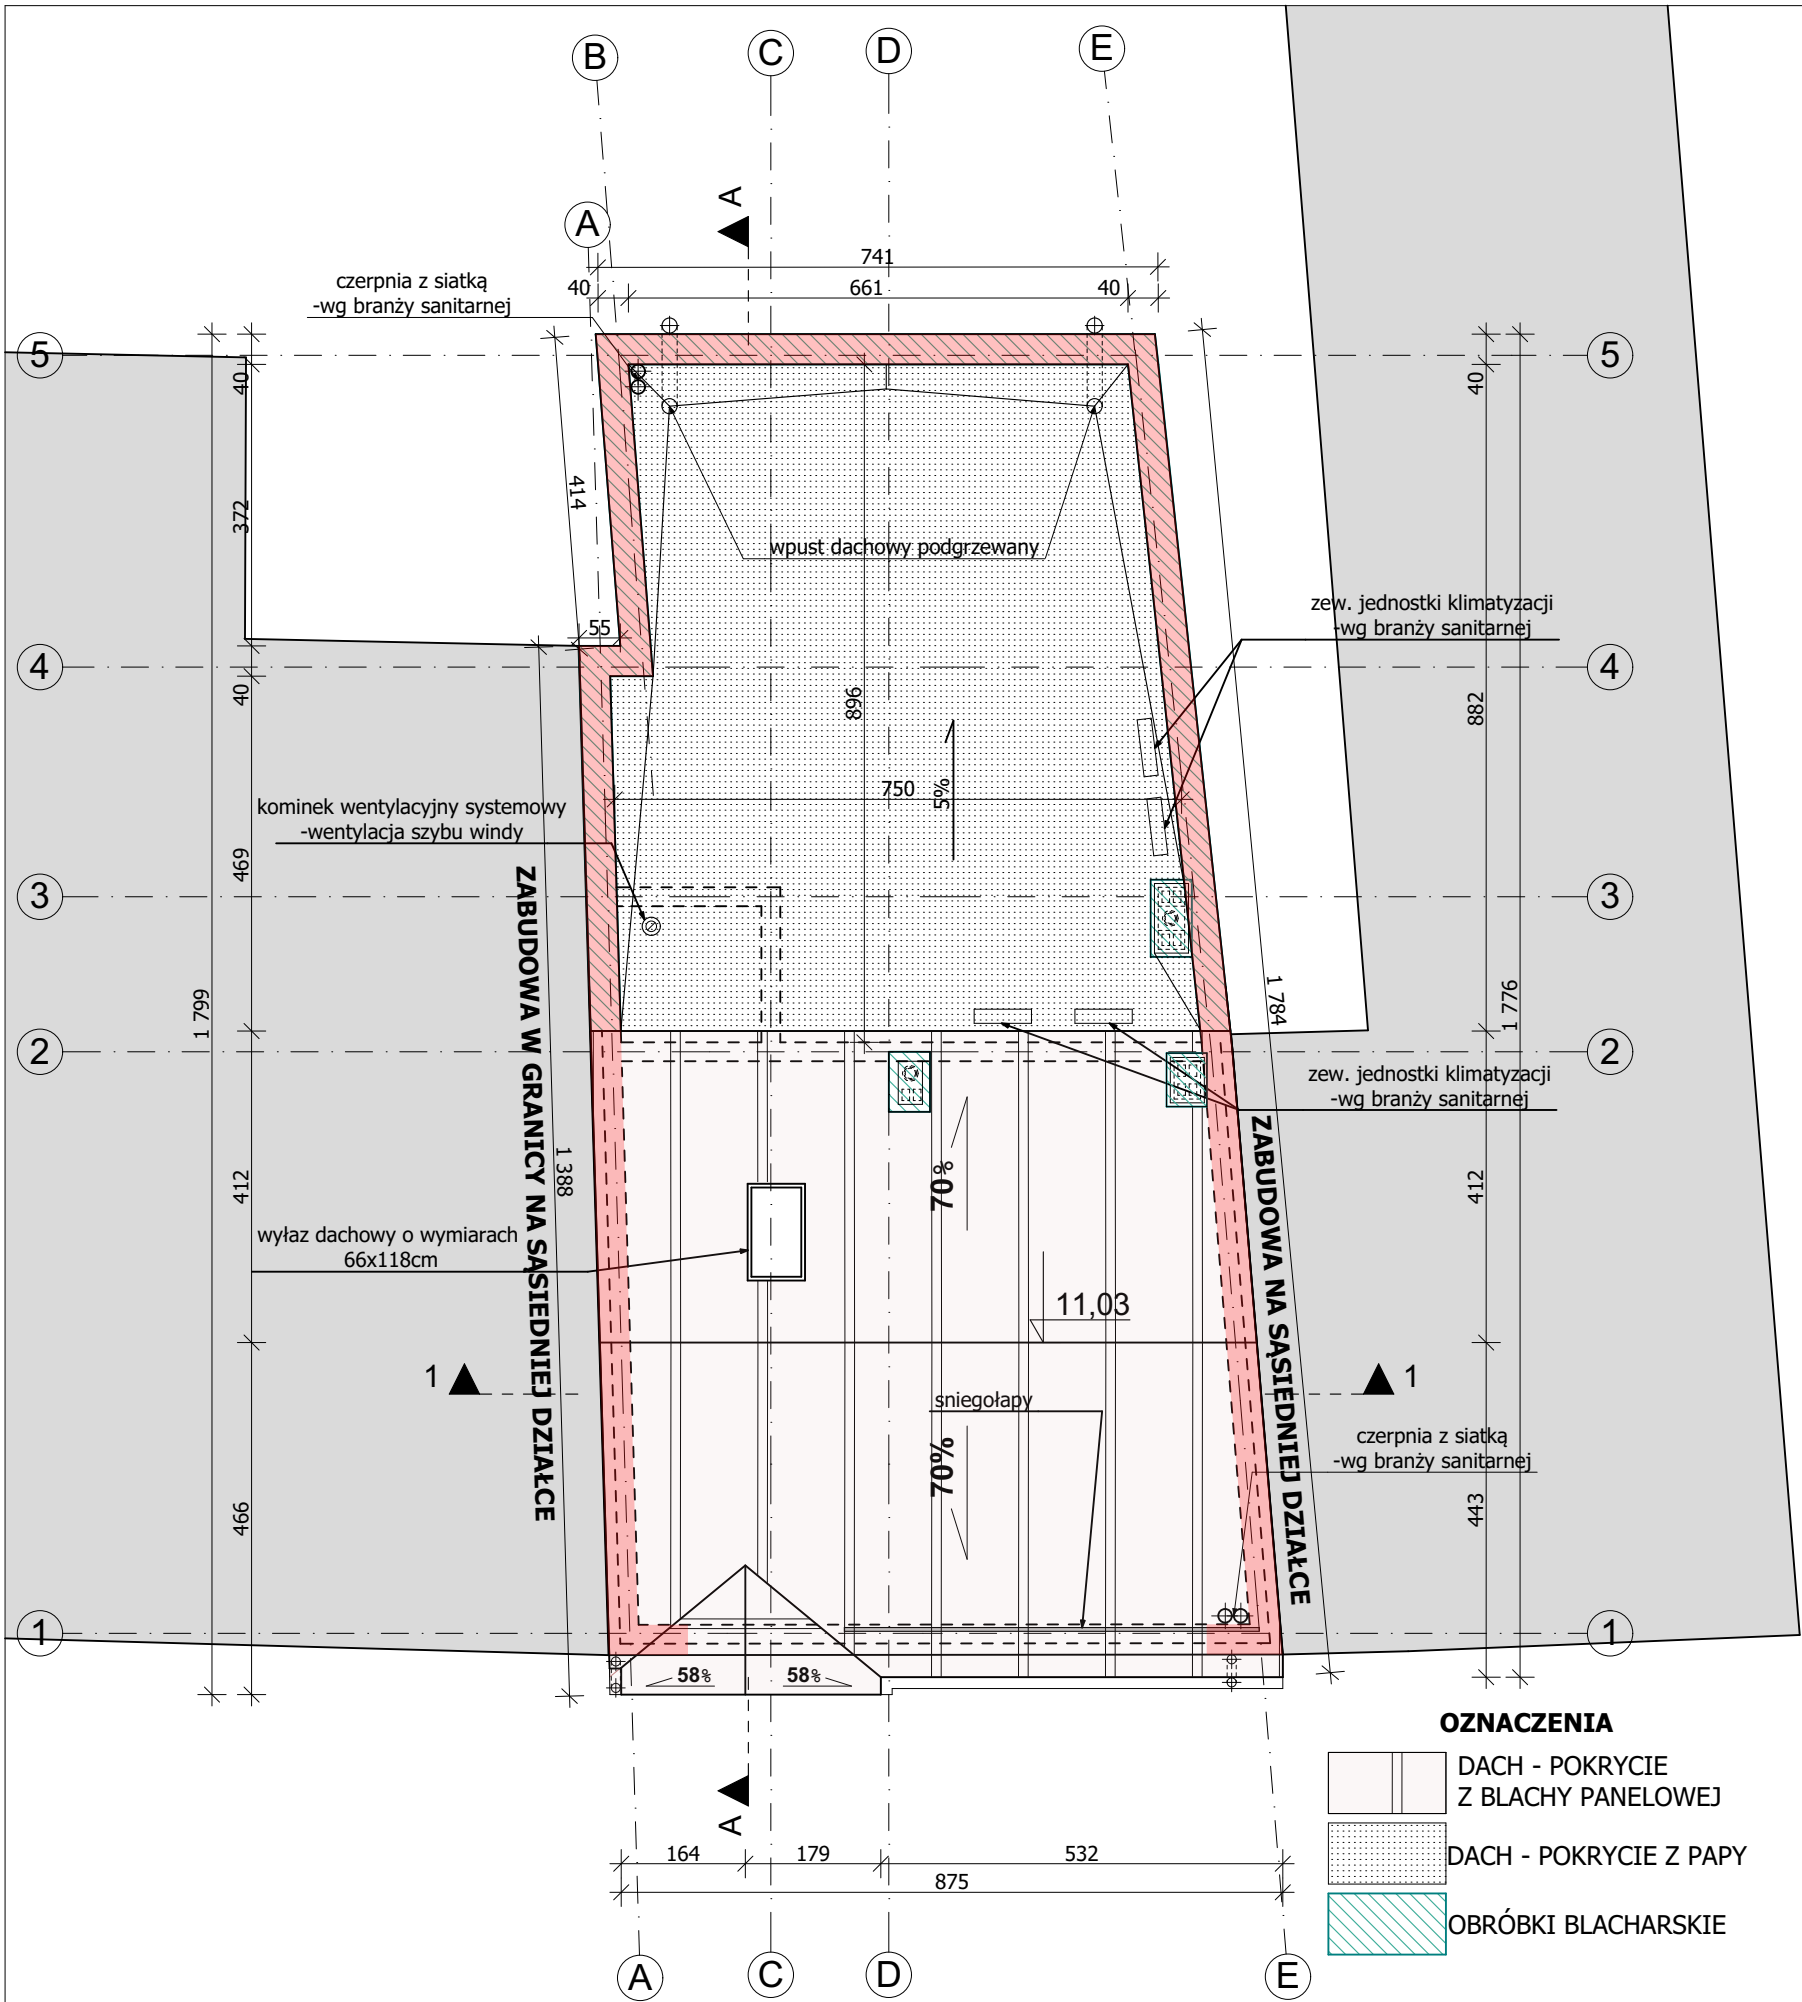 B
C
D
E
A
A
741
40
661
40
czerpnia z siatką
-wg branży sanitarnej
5
5
40
40
372
414
wpust dachowy podgrzewany
zew. jednostki klimatyzacji
-wg branży sanitarnej
55
4
4
40
898
882
750
5%
kominek wentylacyjny systemowy
-wentylacja szybu windy
469
3
3
1 799
1 784
1 776
2
2
zew. jednostki klimatyzacji
-wg branży sanitarnej
ZABUDOWA W GRANICY NA SĄSIEDNIEJ DZIAŁCE
ZABUDOWA NA SĄSIEDNIEJ DZIAŁCE
1 388
412
70%
412
wyłaz dachowy o wymiarach
66x118cm
11,03
1
1
sniegołapy
70%
czerpnia z siatką
-wg branży sanitarnej
466
443
1
1
58%
58%
OZNACZENIA
DACH - POKRYCIE
Z BLACHY PANELOWEJ
DACH - POKRYCIE Z PAPY
OBRÓBKI BLACHARSKIE
A
164
179
532
875
A
C
D
E